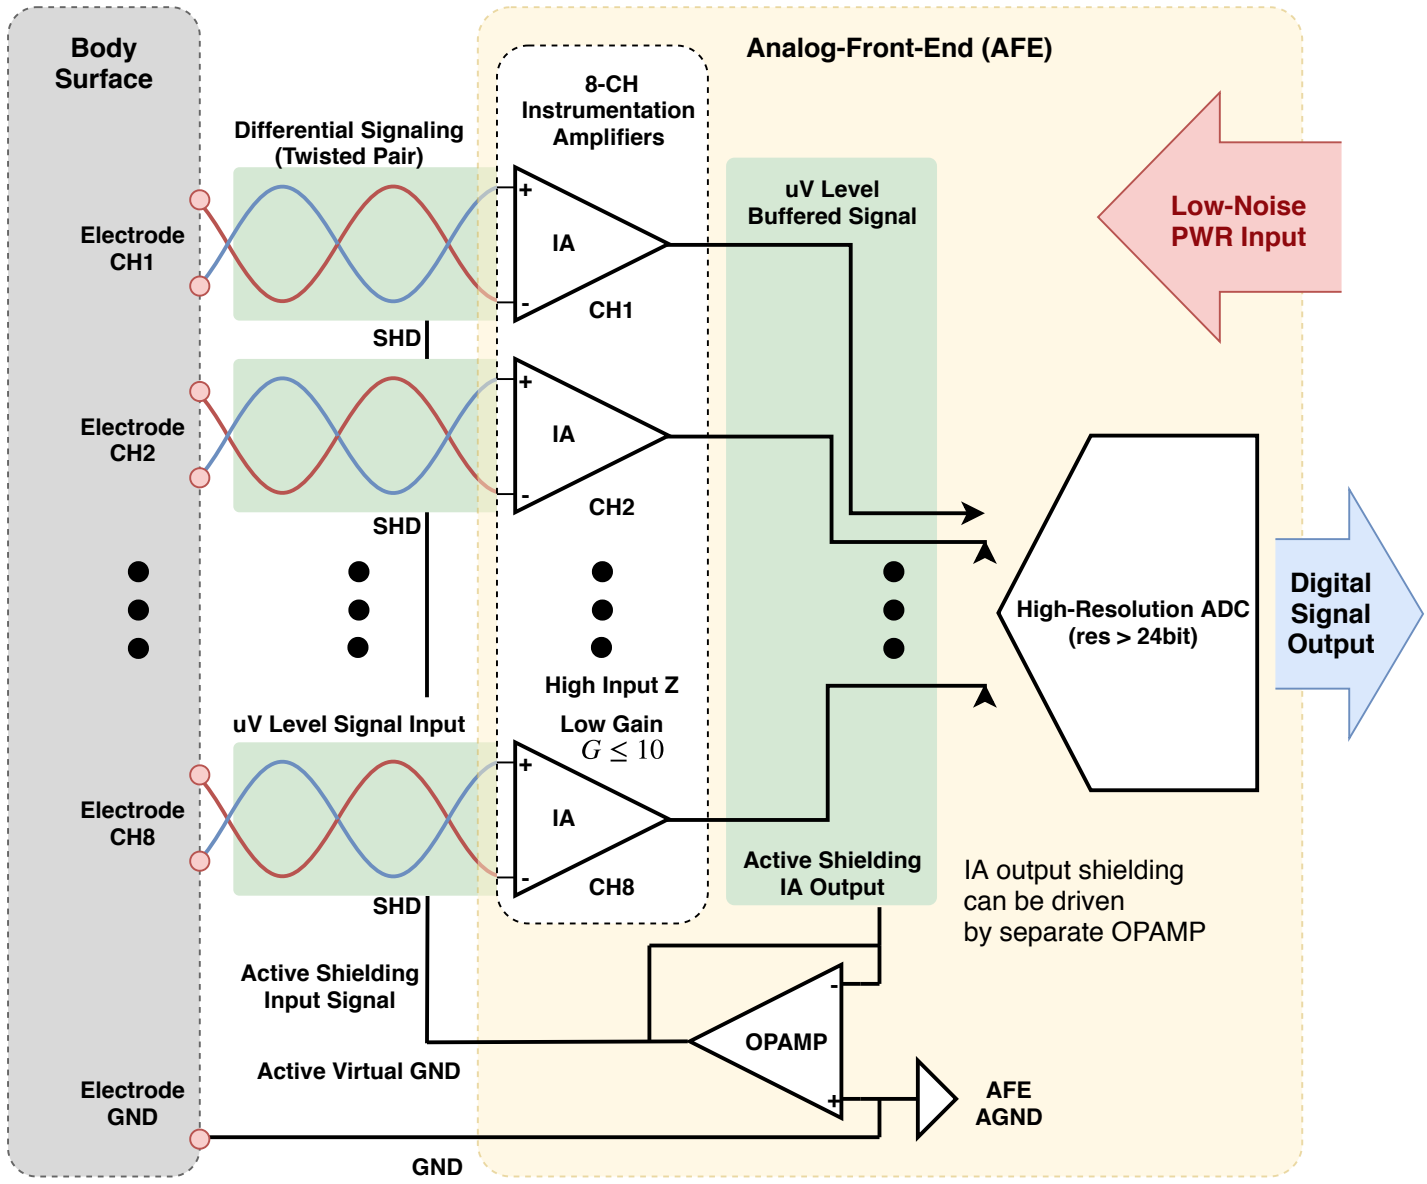 Body
Surface
Analog-Front-End (AFE)
8-CH
Instrumentation
Amplifiers
Differential Signaling
(Twisted Pair)
uV Level
Buffered Signal
Low-Noise
PWR Input
Electrode
CH1
+
IA
-
CH1
SHD
Electrode
CH2
+
IA
-
CH2
SHD
High-Resolution ADC
(res > 24bit)
Digital
Signal
Output
High Input Z
uV Level Signal Input
Low Gain
G ≤ 10
Electrode
CH8
+
IA
-
CH8
SHD
Active Shielding
IA Output
IA output shielding
can be driven
by separate OPAMP
Active Shielding
Input Signal
-
OPAMP
+
Active Virtual GND
Electrode
GND
AFE
AGND
GND